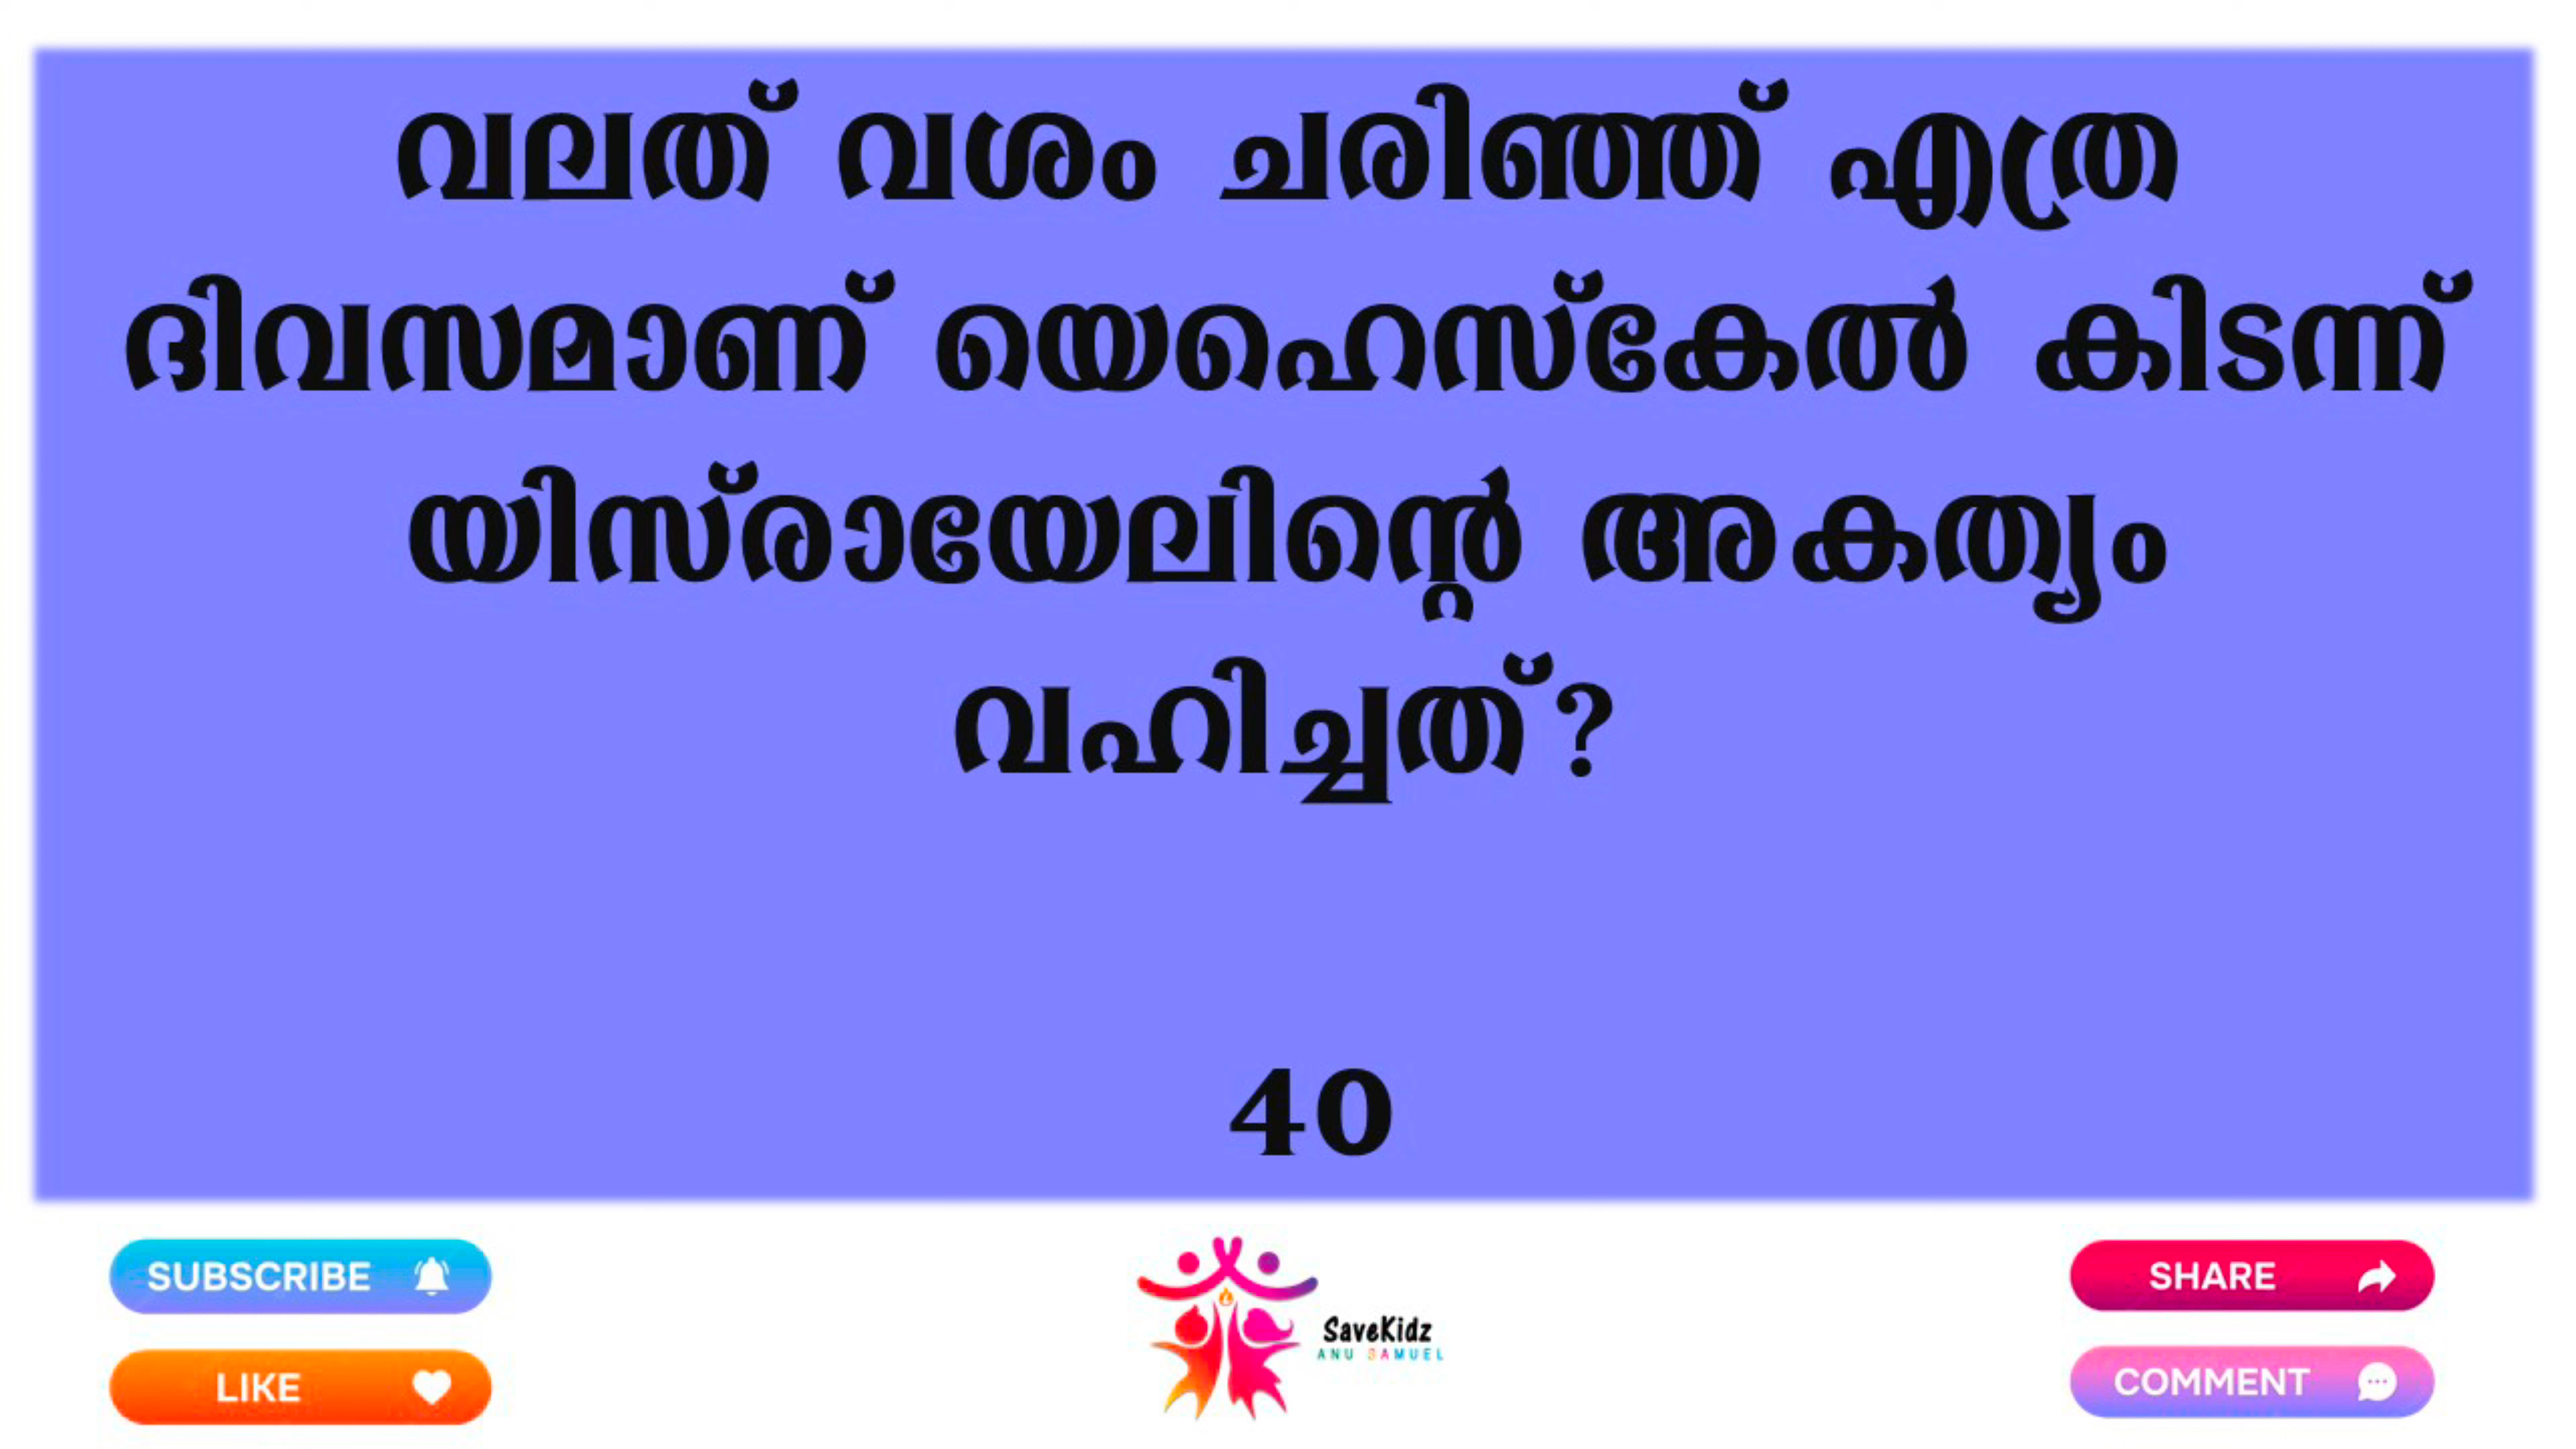 വലത് വശം ചരിഞ്ഞ് എത്ര
ദിവസമാണ് യെഹെസ്കേൽ കിടന്ന്
യിസ്രായേലിന്റെ അകത്യം
വഹിച്ചത്?
40
SUBSCRIBE
LIKE
SaveKidz
ANU SAMUEL
SHARE
COMMENT